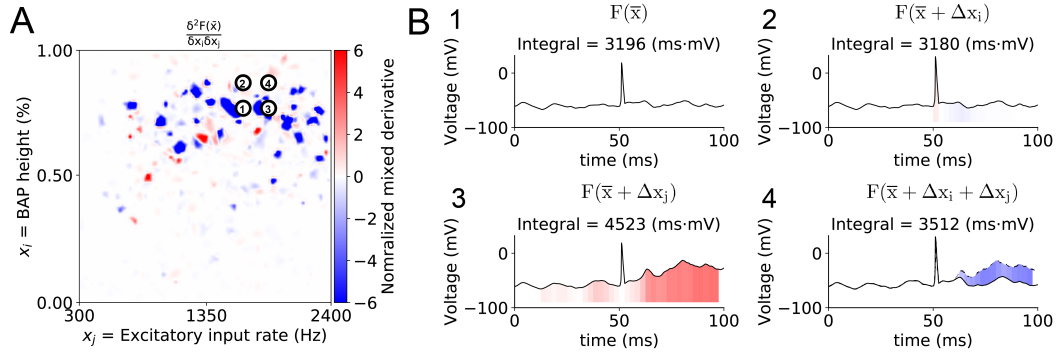 A
δ²F(x̄)
δxᵢδxⱼ
1.00
0.50
0.00
xᵢ = BAP height (%)
300
1350
2400
xⱼ = Excitatory input rate (Hz)
2
4
1
3
6
4
2
0
−2
−4
−6
Nomralized mixed derivative
B
1
F(x̄)
Integral = 3196 (ms·mV)
Voltage (mV)
0
−100
0
50
100
time (ms)
2
F(x̄ + Δxᵢ)
Integral = 3180 (ms·mV)
Voltage (mV)
0
−100
0
50
100
time (ms)
3
F(x̄ + Δxⱼ)
Integral = 4523 (ms·mV)
Voltage (mV)
0
−100
0
50
100
time (ms)
4
F(x̄ + Δxᵢ + Δxⱼ)
Integral = 3512 (ms·mV)
Voltage (mV)
0
−100
0
50
100
time (ms)